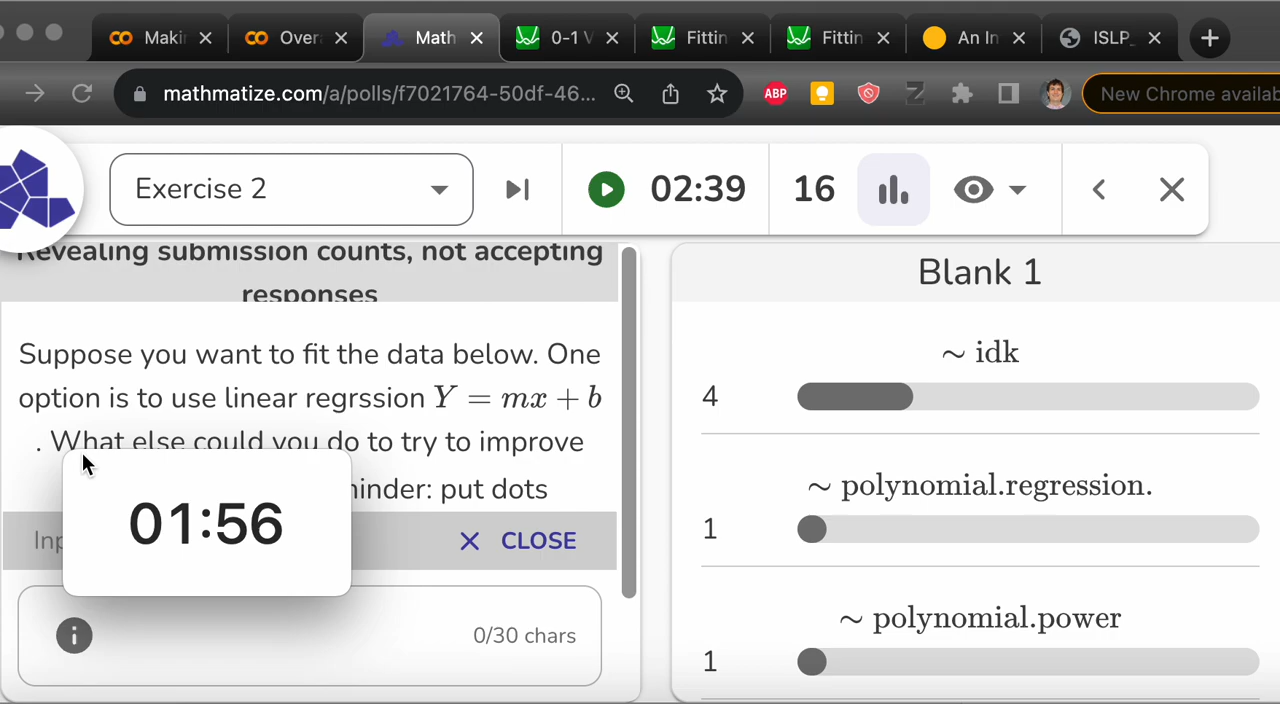 Maki
Over
Math
0-1 V
Fittin
Fittin
An In
ISLP_
mathmatize.com/a/polls/f7021764-50df-46...
ABP
New Chrome availab
Exercise 2
02:39
16
Revealing submission counts, not accepting
responses
Suppose you want to fit the data below. One
option is to use linear regrssion Y = mx + b
. What else could you do to try to improve
inder: put dots
01:56
Inp
CLOSE
0/30 chars
Blank 1
~ idk
4
~ polynomial.regression.
1
~ polynomial.power
1